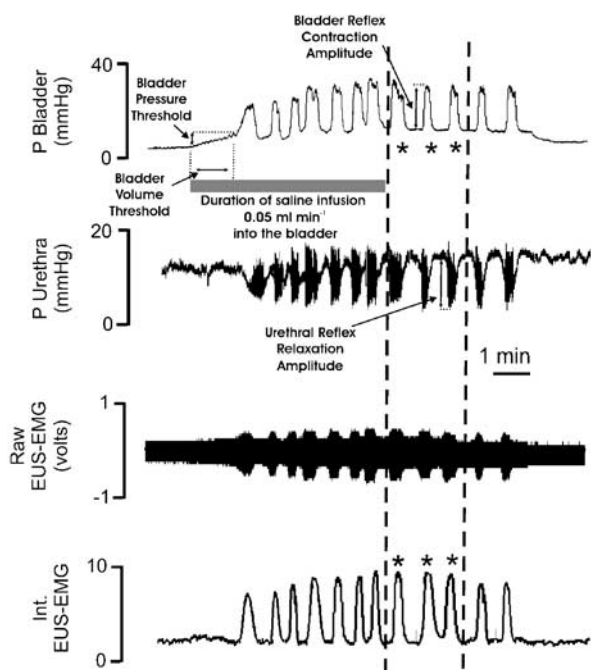 Bladder Reflex
Contraction
Amplitude
40
P Bladder
(mmHg)
0
Bladder
Pressure
Threshold
* * *
Bladder
Volume
Threshold
Duration of saline infusion
0.05 ml min⁻¹
into the bladder
20
P Urethra
(mmHg)
0
Urethral Reflex
Relaxation
Amplitude
1 min
1
Raw
EUS-EMG
(volts)
-1
* * *
10
Int.
EUS-EMG
0